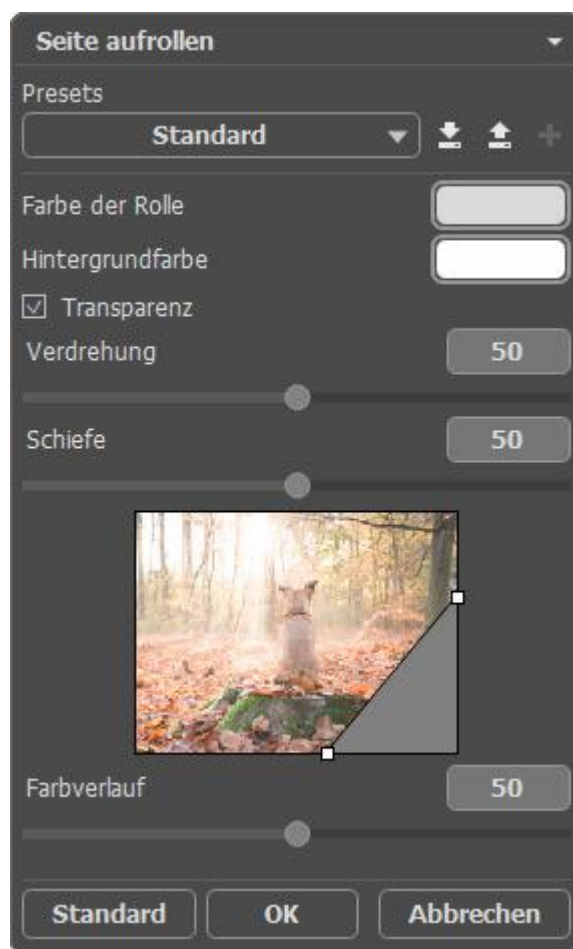 Seite aufrollen
Presets
Standard
Farbe der Rolle
Hintergrundfarbe
Transparenz
Verdrehung 50
Schiefe 50
Farbverlauf 50
Standard OK Abbrechen